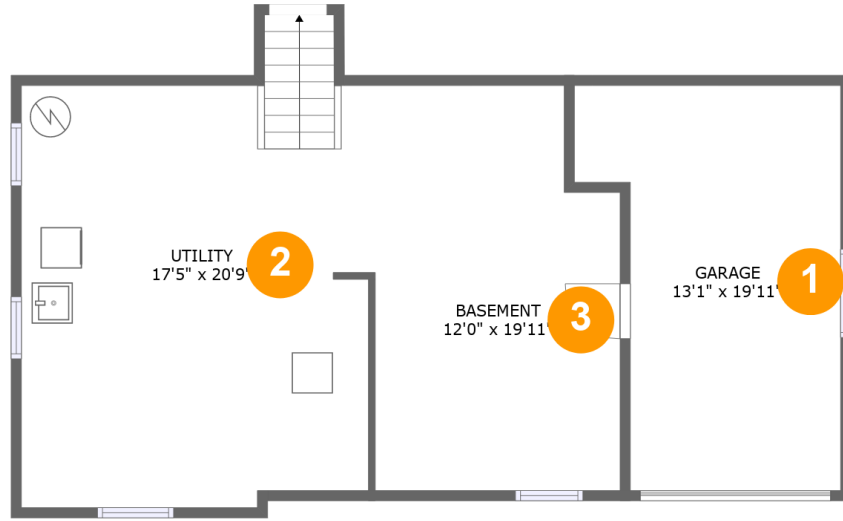 UTILITY
17'5" x 20'9"
2
BASEMENT
12'0" x 19'11"
3
GARAGE
13'1" x 19'11"
1